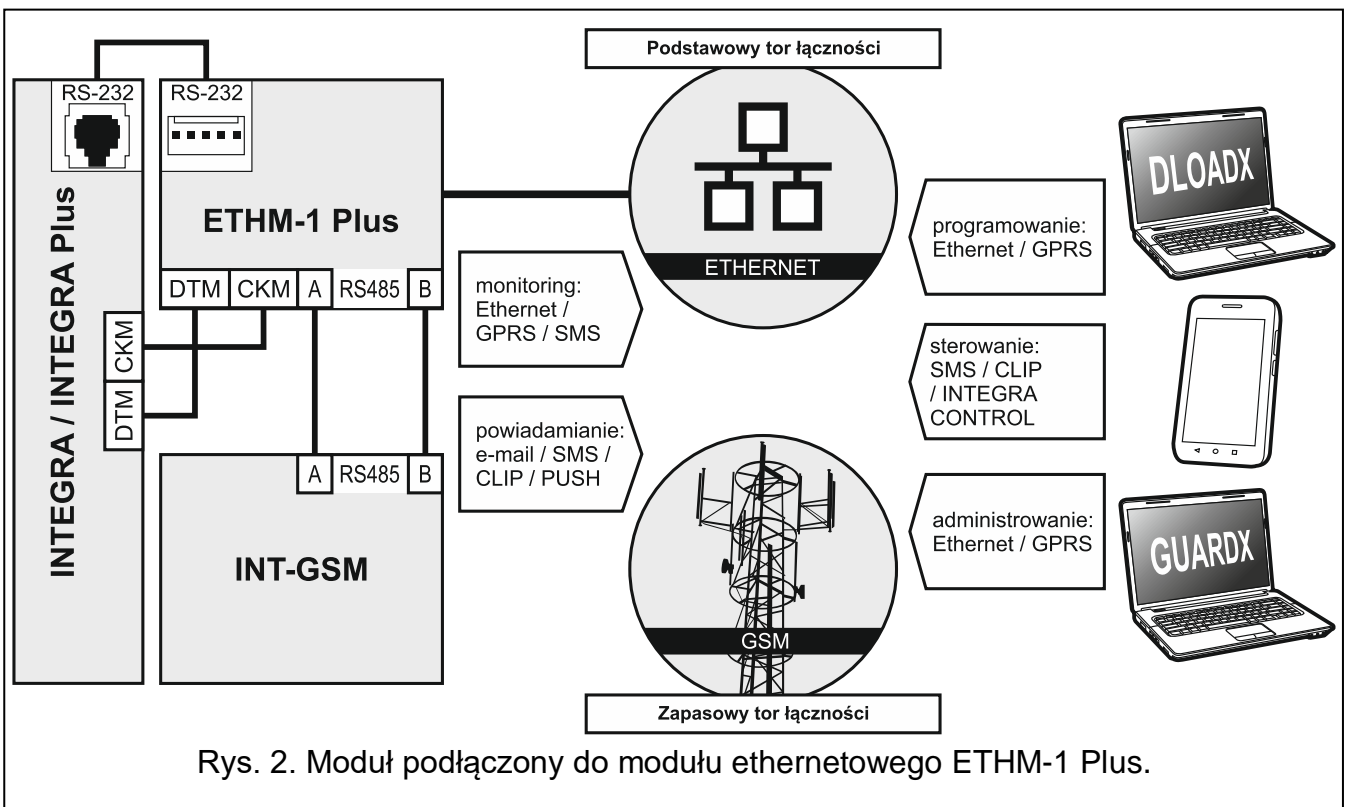 Podstawowy tor łączności
RS-232
RS-232
INTEGRA / INTEGRA Plus
ETHM-1 Plus
DTM
CKM
A
RS485
B
CKM
DTM
A
RS485
B
INT-GSM
ETHERNET
monitoring:
Ethernet /
GPRS / SMS
powiadamianie:
e-mail / SMS /
CLIP / PUSH
GSM
Zapasowy tor łączności
programowanie:
Ethernet / GPRS
sterowanie:
SMS / CLIP
/ INTEGRA
CONTROL
administrowanie:
Ethernet / GPRS
DLOADX
GUARDX
Rys. 2. Moduł podłączony do modułu ethernetowego ETHM-1 Plus.